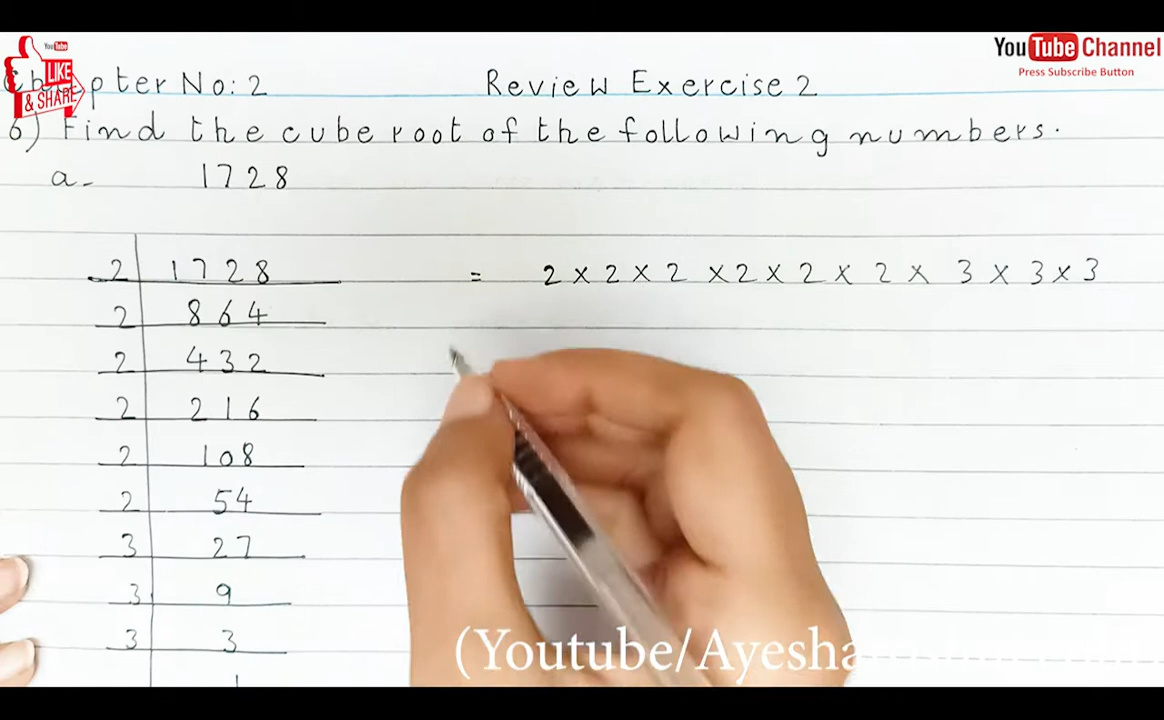 YouTube
LIKE
& SHARE
YouTube Channel
Press Subscribe Button
Chapter No: 2 Review Exercise 2
6) Find the cube root of the following numbers.
a- 1728
2 1728 = 2 × 2 × 2 × 2 × 2 × 2 × 3 × 3 × 3
2 864
2 432
2 216
2 108
2 54
3 27
3 9
3 3
1
(Youtube/Ayesha